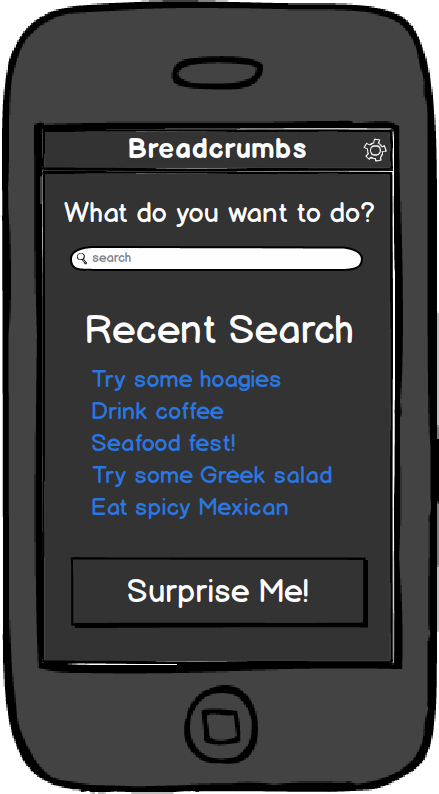 Breadcrumbs
What do you want to do?
search
Recent Search
Try some hoagies
Drink coffee
Seafood fest!
Try some Greek salad
Eat spicy Mexican
Surprise Me!